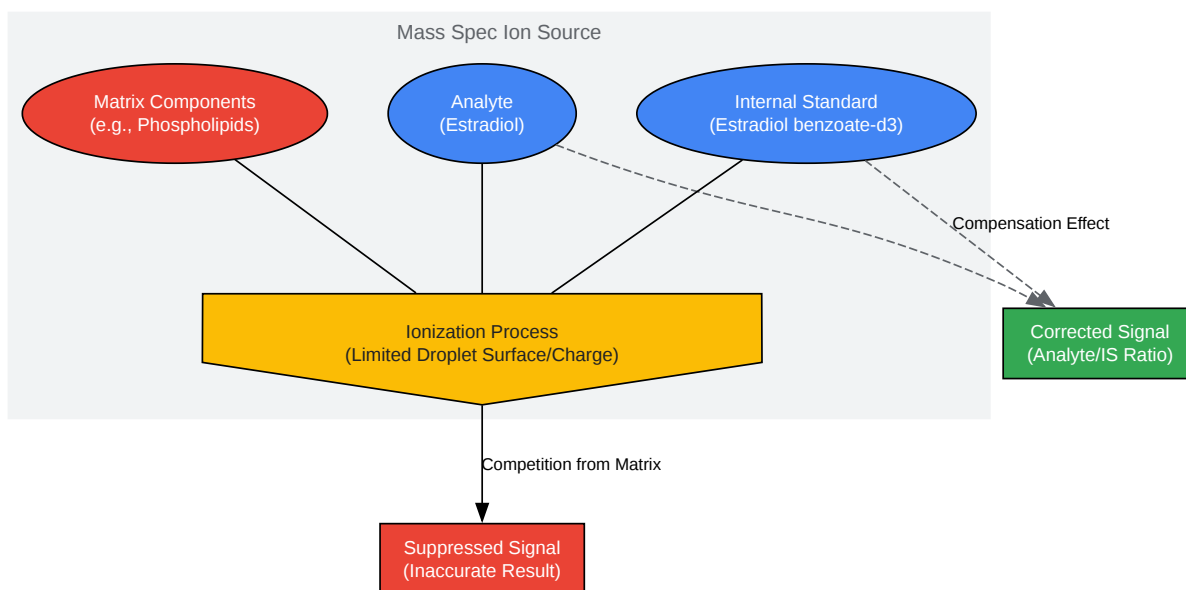 Mass Spec Ion Source
Matrix Components
(e.g., Phospholipids)
Analyte
(Estradiol)
Internal Standard
(Estradiol benzoate-d3)
Compensation Effect
Ionization Process
(Limited Droplet Surface/Charge)
Corrected Signal
(Analyte/IS Ratio)
Competition from Matrix
Suppressed Signal
(Inaccurate Result)